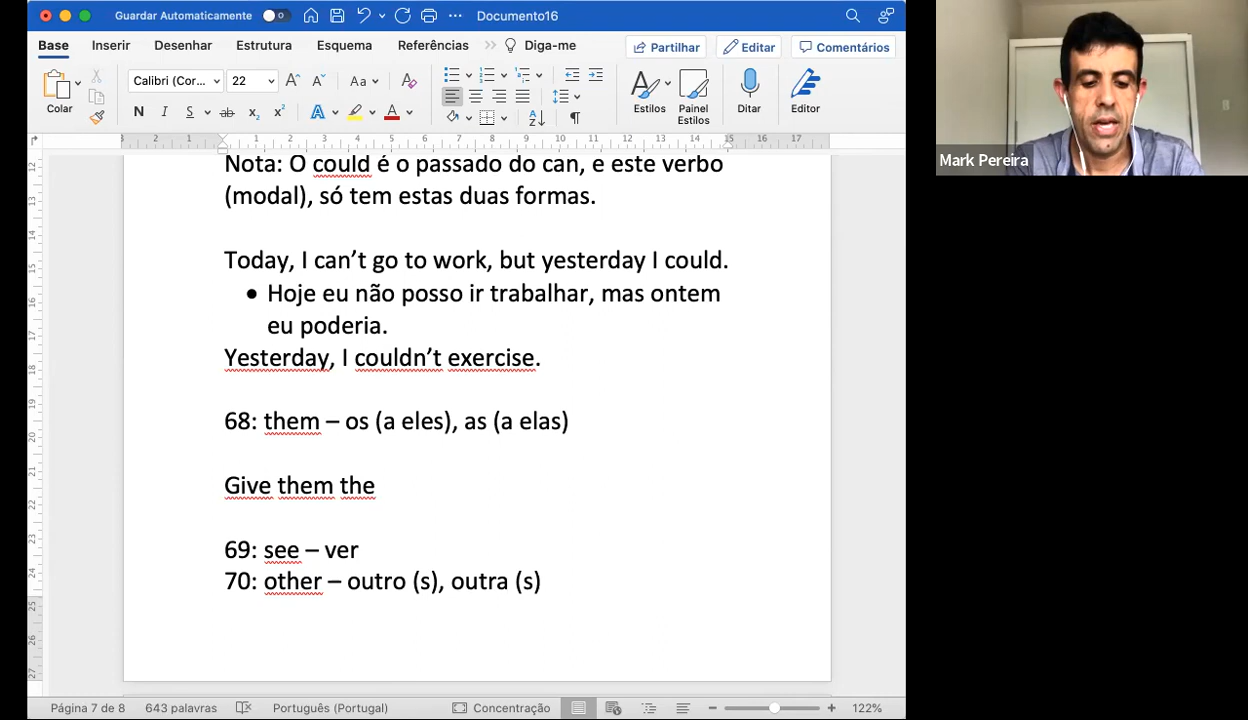 Guardar Automaticamente
Documento16
Base Inserir Desenhar Estrutura Esquema Referências Diga-me
Partilhar Editar Comentários
Calibri (Cor... 22
Colar
Estilos Painel Estilos Ditar Editor
Nota: O could é o passado do can, e este verbo
(modal), só tem estas duas formas.
Today, I can’t go to work, but yesterday I could.
• Hoje eu não posso ir trabalhar, mas ontem
eu poderia.
Yesterday, I couldn’t exercise.
68: them – os (a eles), as (a elas)
Give them the
69: see – ver
70: other – outro (s), outra (s)
Página 7 de 8 643 palavras Português (Portugal) Concentração 122%
Mark Pereira